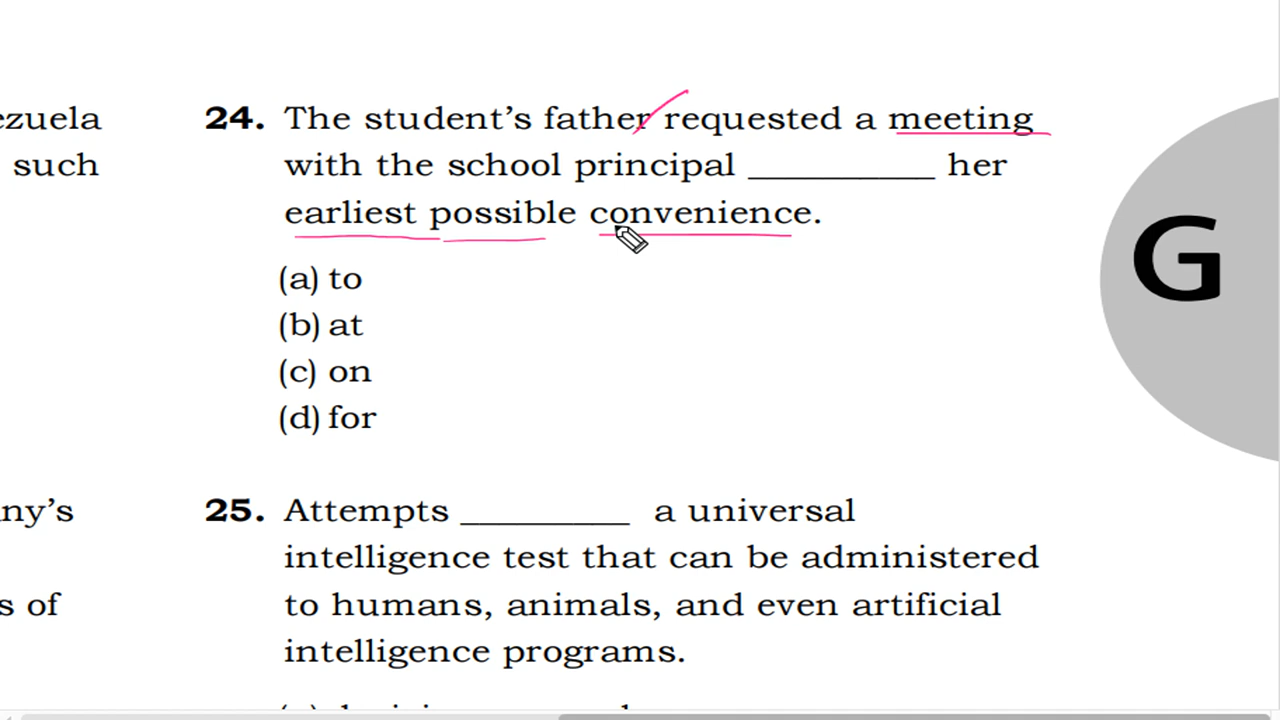 ezuela
such
ny's
s of
24. The student's father requested a meeting
with the school principal __________ her
earliest possible convenience.
(a) to
(b) at
(c) on
(d) for
25. Attempts _________ a universal
intelligence test that can be administered
to humans, animals, and even artificial
intelligence programs.
G